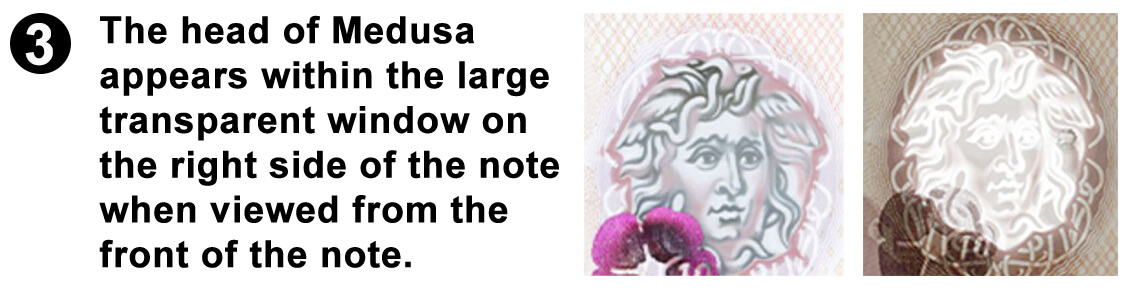 3
The head of Medusa
appears within the large
transparent window on
the right side of the note
when viewed from the
front of the note.